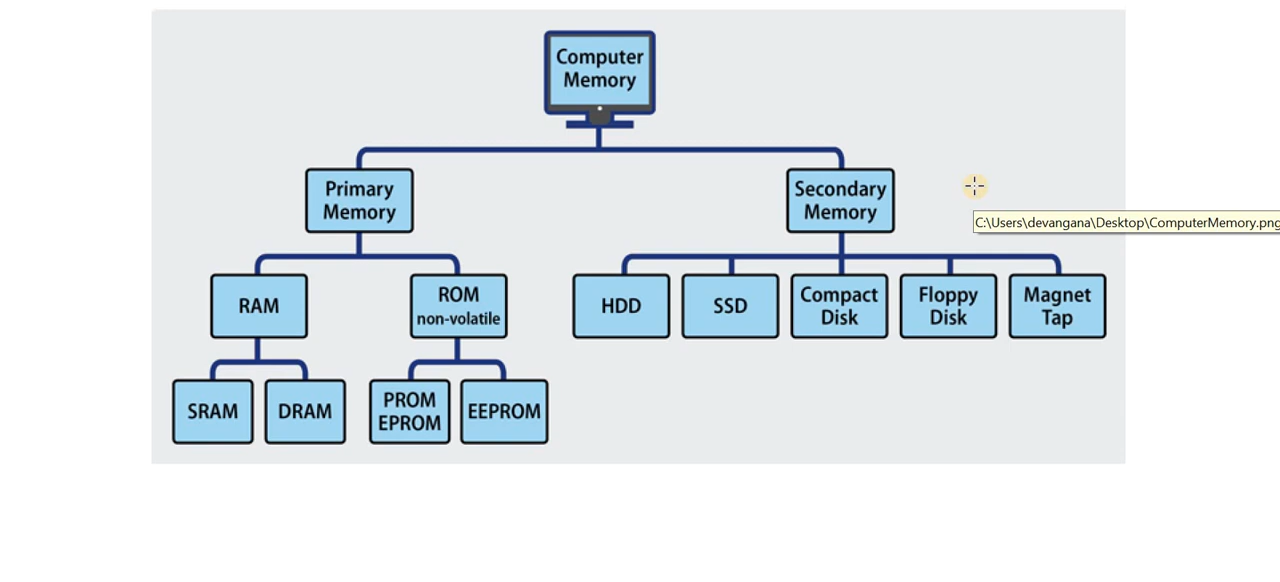 Computer
Memory
Primary
Memory
Secondary
Memory
C:\Users\devangana\Desktop\ComputerMemory.png
RAM
ROM
non-volatile
HDD
SSD
Compact
Disk
Floppy
Disk
Magnet
Tap
SRAM
DRAM
PROM
EPROM
EEPROM